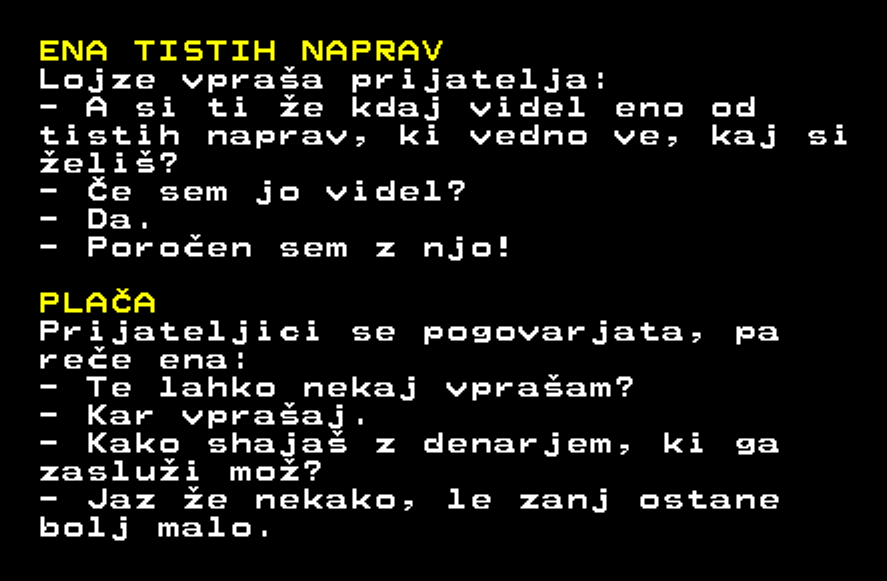 ENA TISTIH NAPRAV
Lojze vpraša prijatelja:
- A si ti že kdaj videl eno od
tistih naprav, ki vedno ve, kaj si
želiš?
- Če sem jo videl?
- Da.
- Poročen sem z njo!
PLAČA
Prijateljici se pogovarjata, pa
reče ena:
- Te lahko nekaj vprašam?
- Kar vprašaj.
- Kako shajaš z denarjem, ki ga
zasluži mož?
- Jaz že nekako, le zanj ostane
bolj malo.